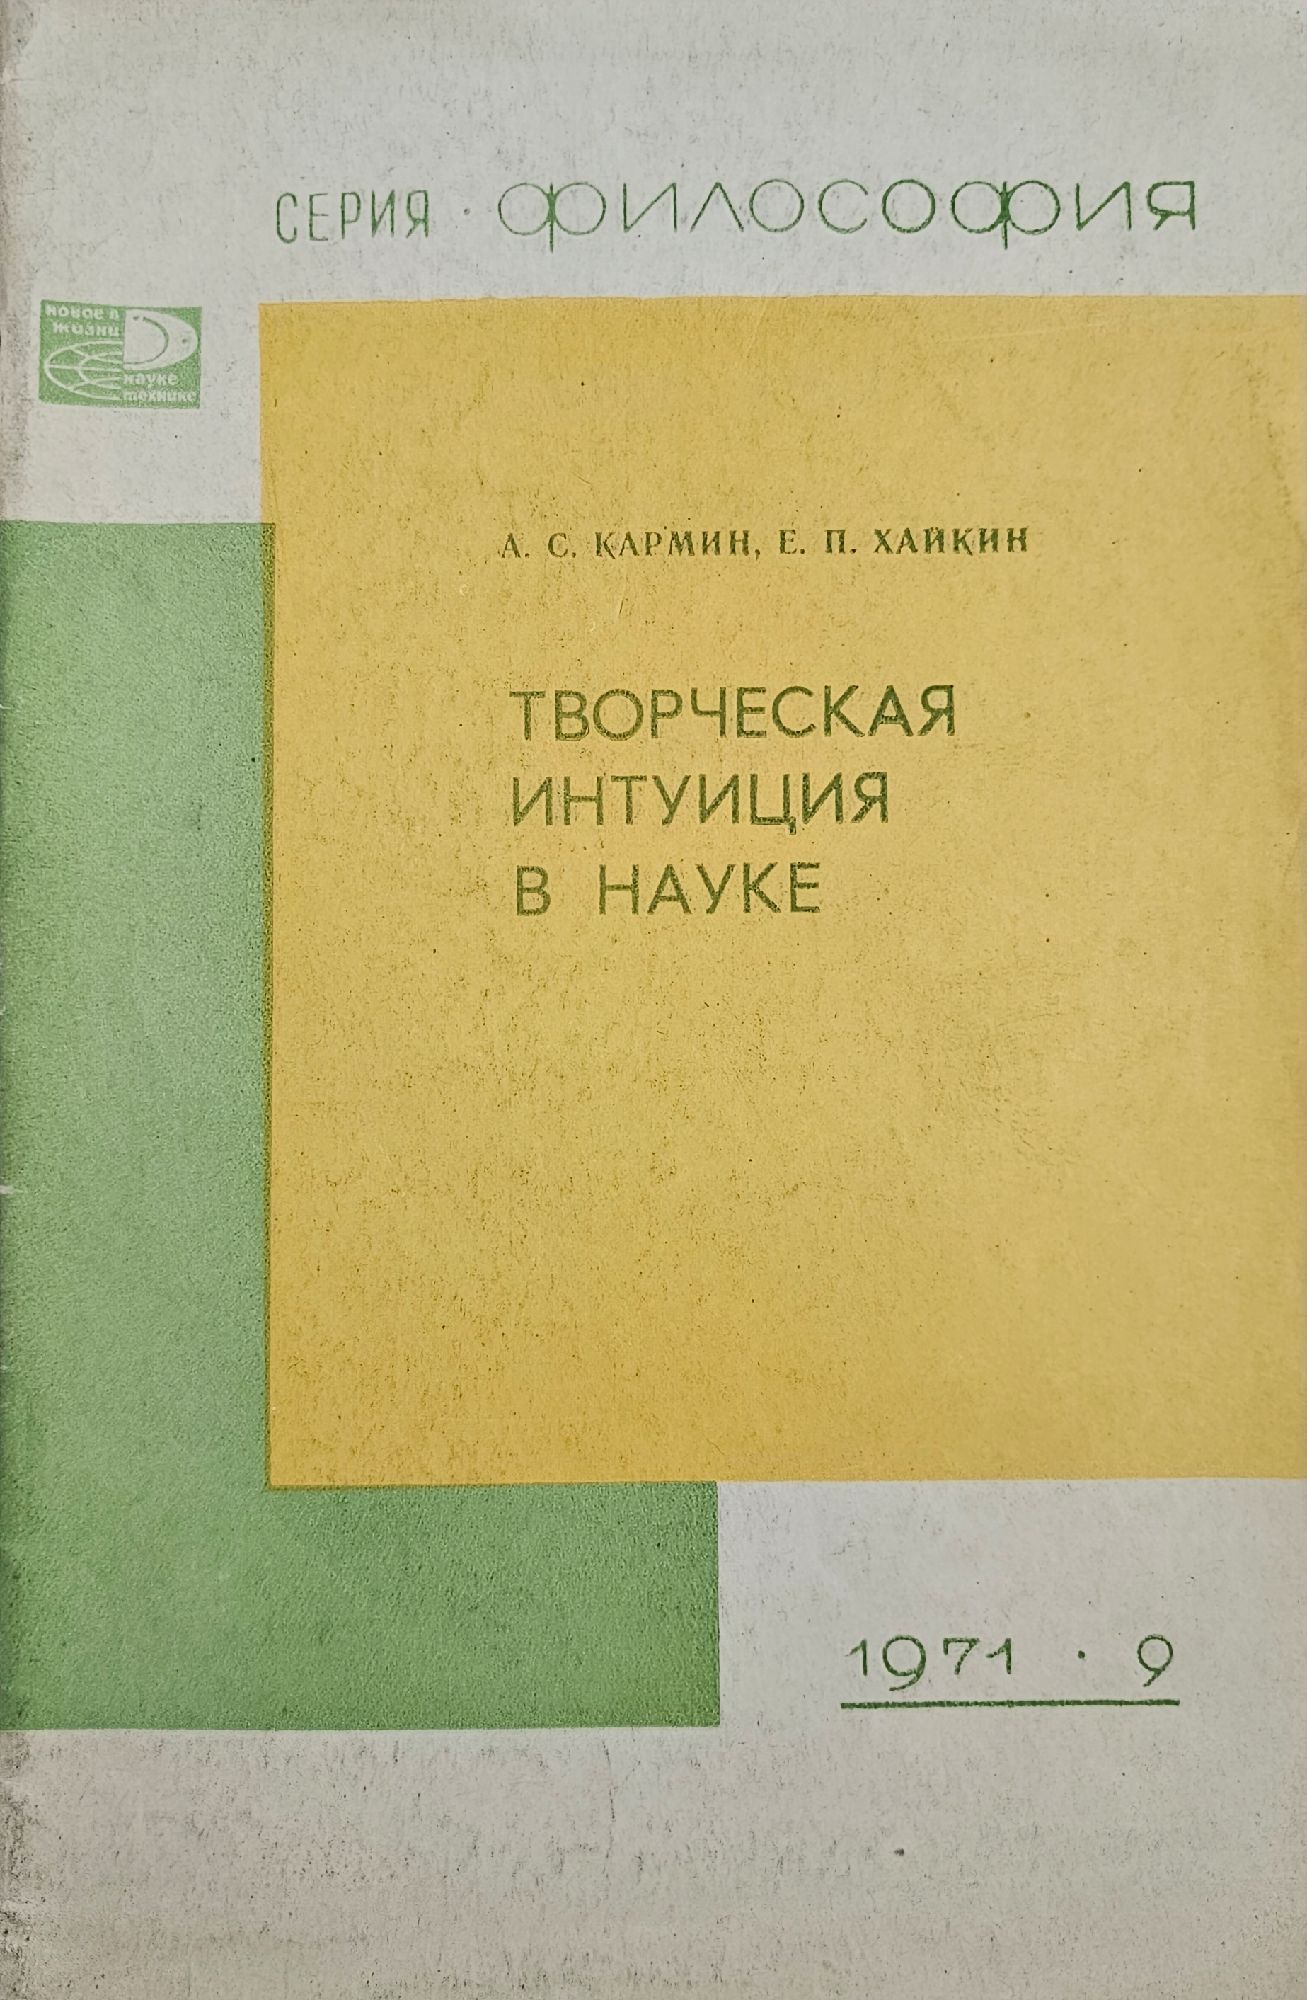 СЕРИЯ · ФИЛОСОФИЯ
новое в
жизни
науке
технике
А. С. КАРМИН, Е. П. ХАЙКИН
ТВОРЧЕСКАЯ
ИНТУИЦИЯ
В НАУКЕ
1971 · 9